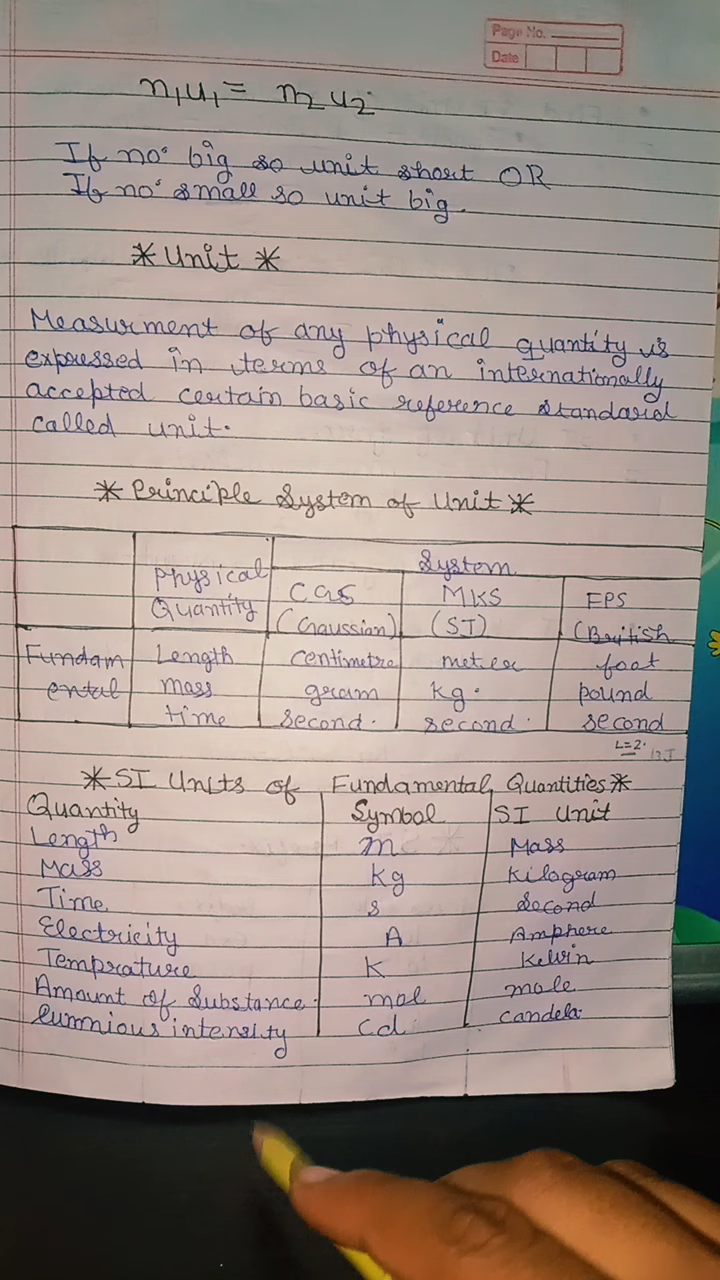 Page No.
Date
n₁u₁ = n₂u₂
If no. big so unit short OR
If no. small so unit big.
*Unit*
Measurment of any physical quantity is
expressed in terms of an internationally
accepted certain basic reference standard
called unit.
*Principle System of Unit*
System
Physical Quantity CGS (Gaussian) MKS (SI) FPS (British
Fundamental Length centimetre meter foot
mass gram kg. pound
time second. second. second
L=2.
*SI Units of Fundamental Quantities*
Quantity Symbol SI Unit
Length m Mass
Mass kg Kilogram
Time s Second
Electricity A Amphere
Temprature K Kelvin
Amount of Substance. mol mole
lumnious intensity Cd. candela.